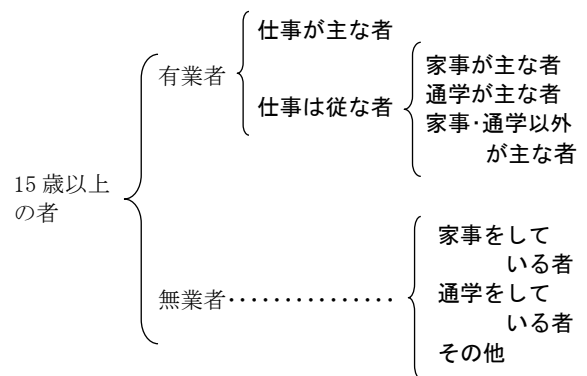 15歳以上
の者
有業者
仕事が主な者
仕事は従な者
家事が主な者
通学が主な者
家事･通学以外
が主な者
無業者･･････････････
家事をして
いる者
通学をして
いる者
その他